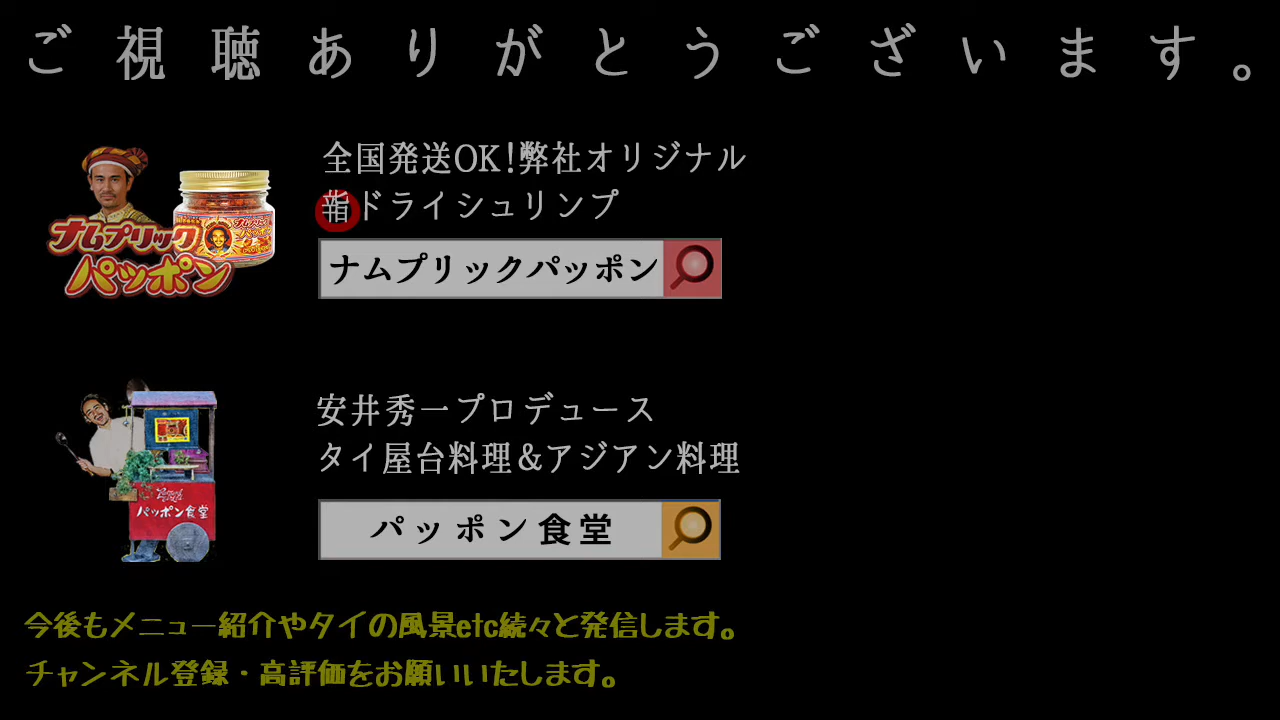 ご視聴ありがとうございます。
全国発送OK!弊社オリジナル
ドライシュリンプ
ナムプリック
パッポン
ナムプリックパッポン
安井秀一プロデュース
タイ屋台料理&アジアン料理
パッポン食堂
パッポン食堂
今後もメニュー紹介やタイの風景etc続々と発信します。
チャンネル登録・高評価をお願いいたします。